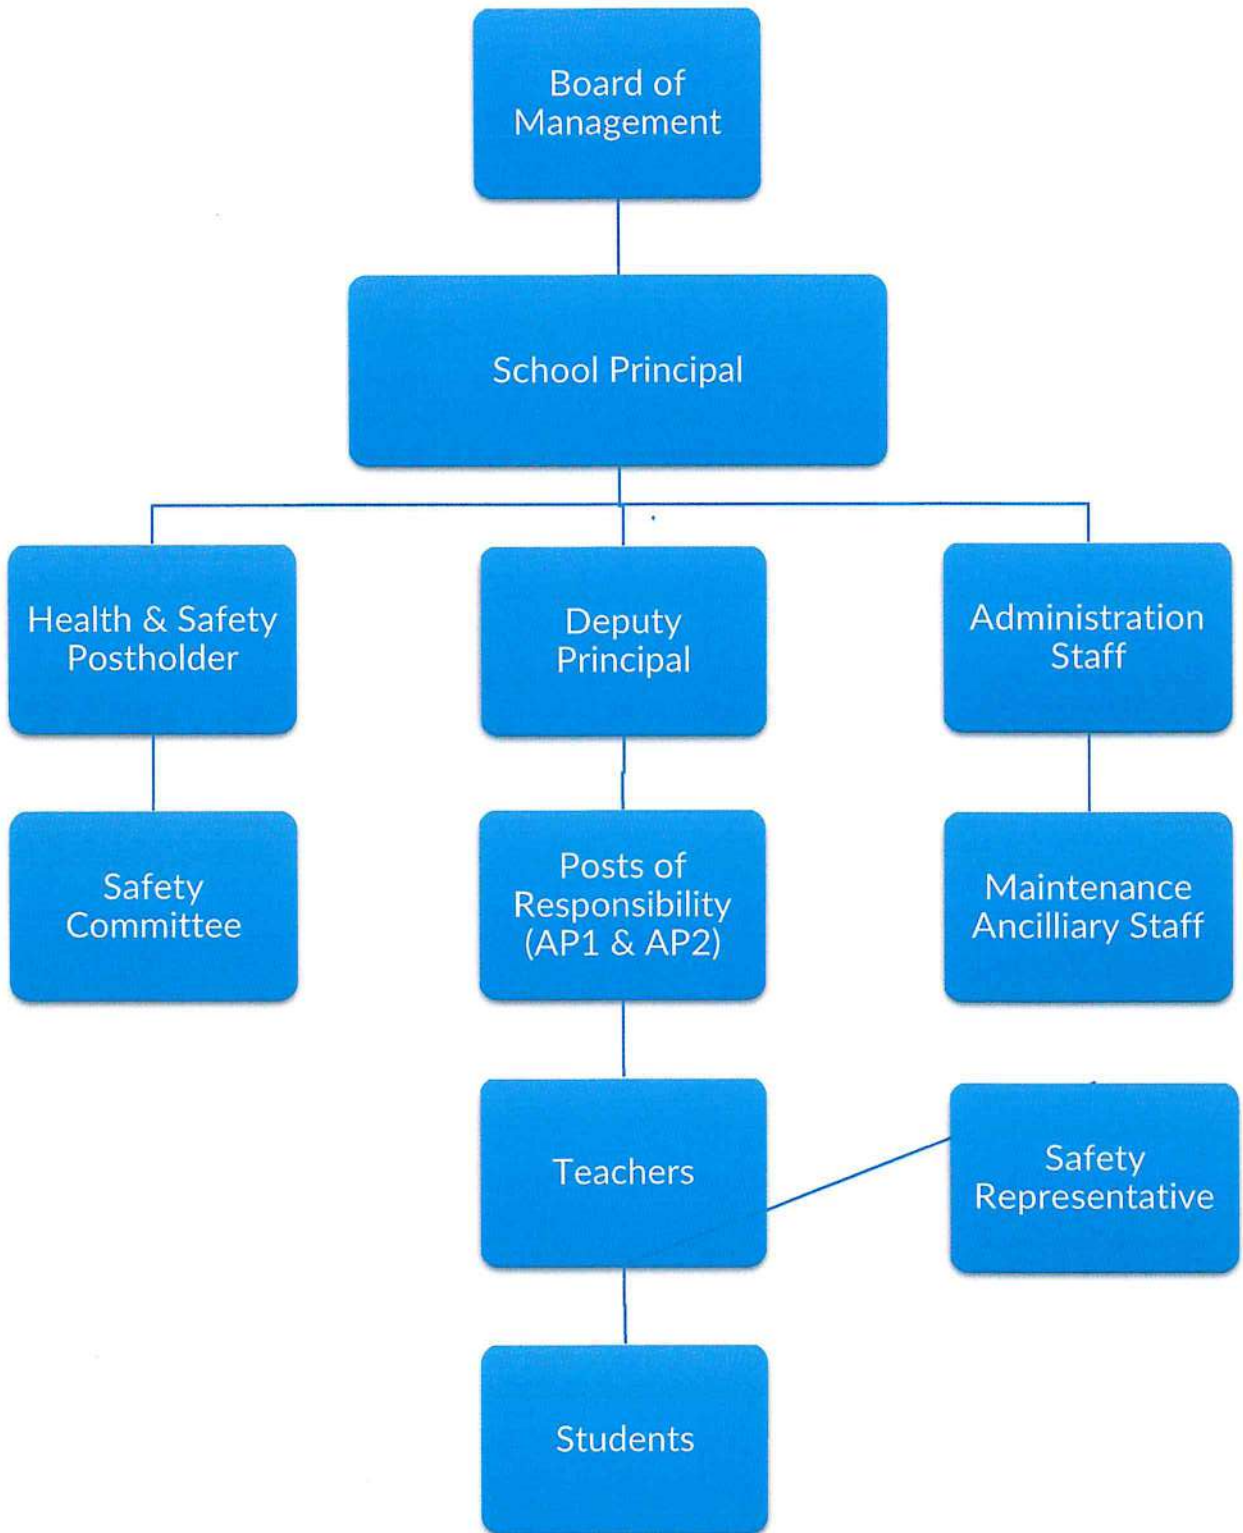 Board of
Management
School Principal
Health & Safety
Postholder
Deputy
Principal
Administration
Staff
Safety
Committee
Posts of
Responsibility
(AP1 & AP2)
Maintenance
Ancilliary Staff
Teachers
Safety
Representative
Students